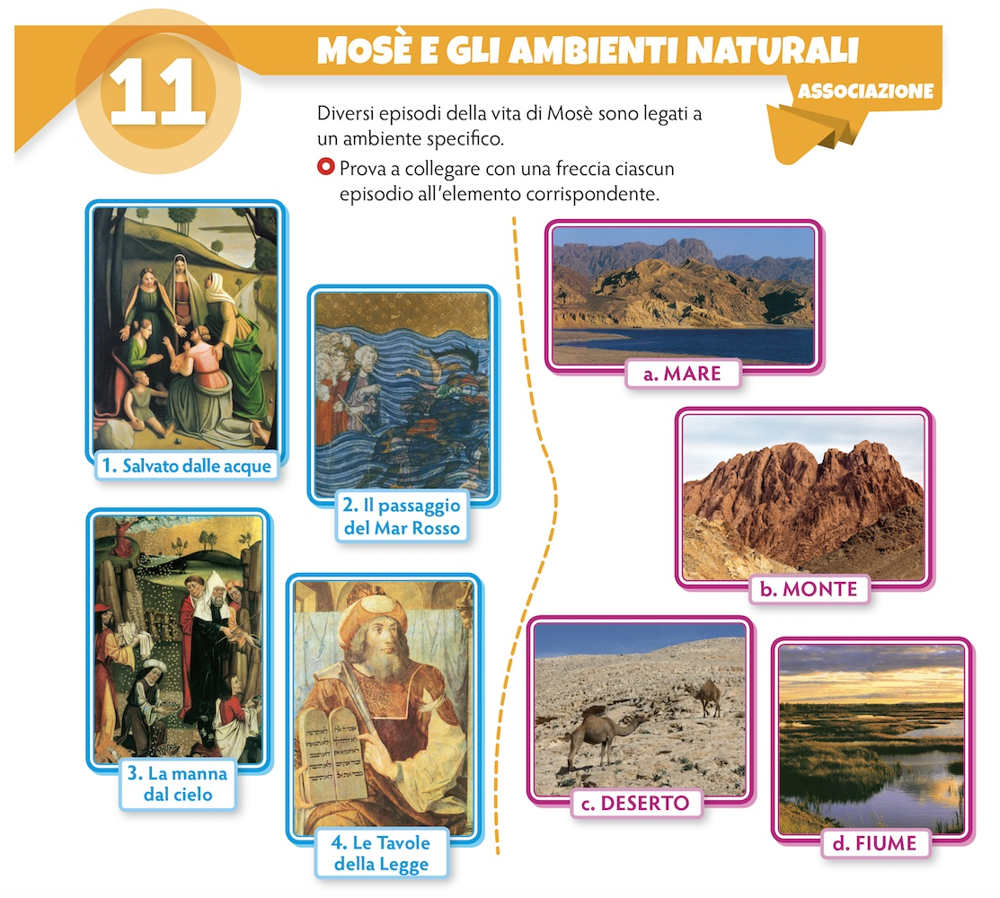 11
MOSÈ E GLI AMBIENTI NATURALI
ASSOCIAZIONE
Diversi episodi della vita di Mosè sono legati a
un ambiente specifico.
Prova a collegare con una freccia ciascun
episodio all'elemento corrispondente.
1. Salvato dalle acque
2. Il passaggio
del Mar Rosso
3. La manna
dal cielo
4. Le Tavole
della Legge
a. MARE
b. MONTE
c. DESERTO
d. FIUME